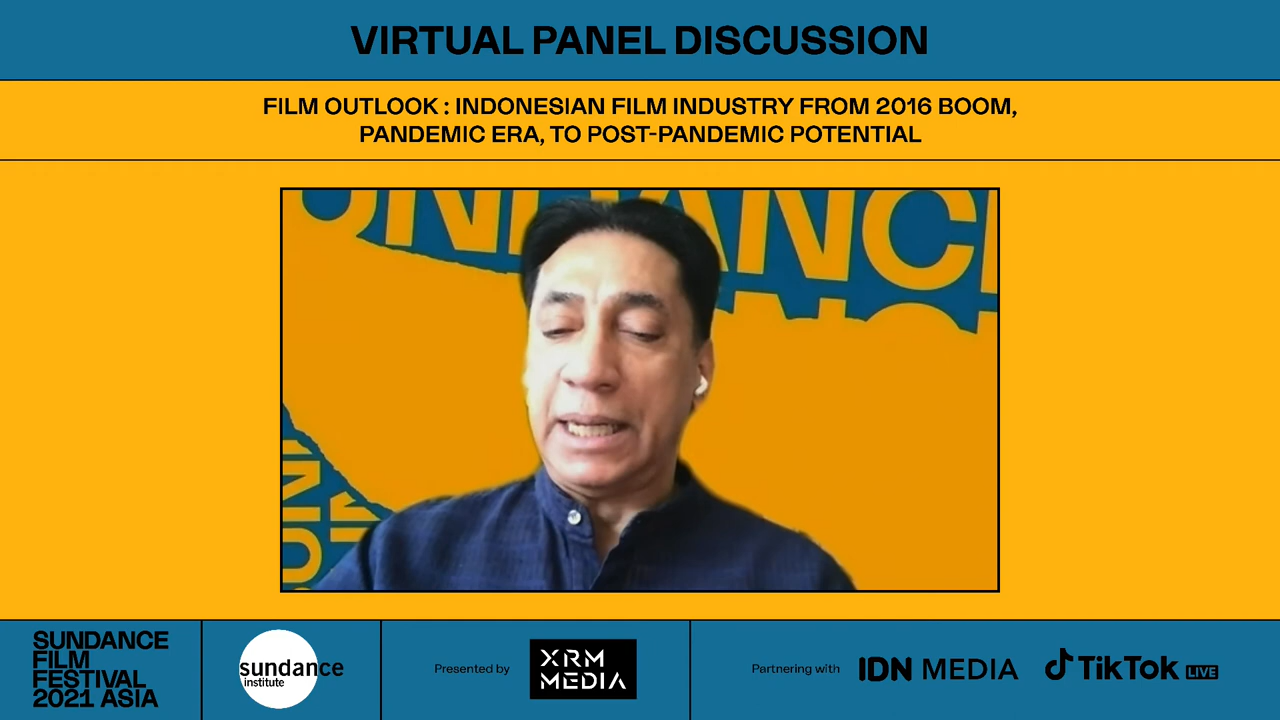 VIRTUAL PANEL DISCUSSION
FILM OUTLOOK : INDONESIAN FILM INDUSTRY FROM 2016 BOOM,
PANDEMIC ERA, TO POST-PANDEMIC POTENTIAL
SUNDANCE
FILM
FESTIVAL
2021 ASIA
sundance
institute
Presented by
XRM
MEDIA
Partnering with
IDN MEDIA
TikTok LIVE